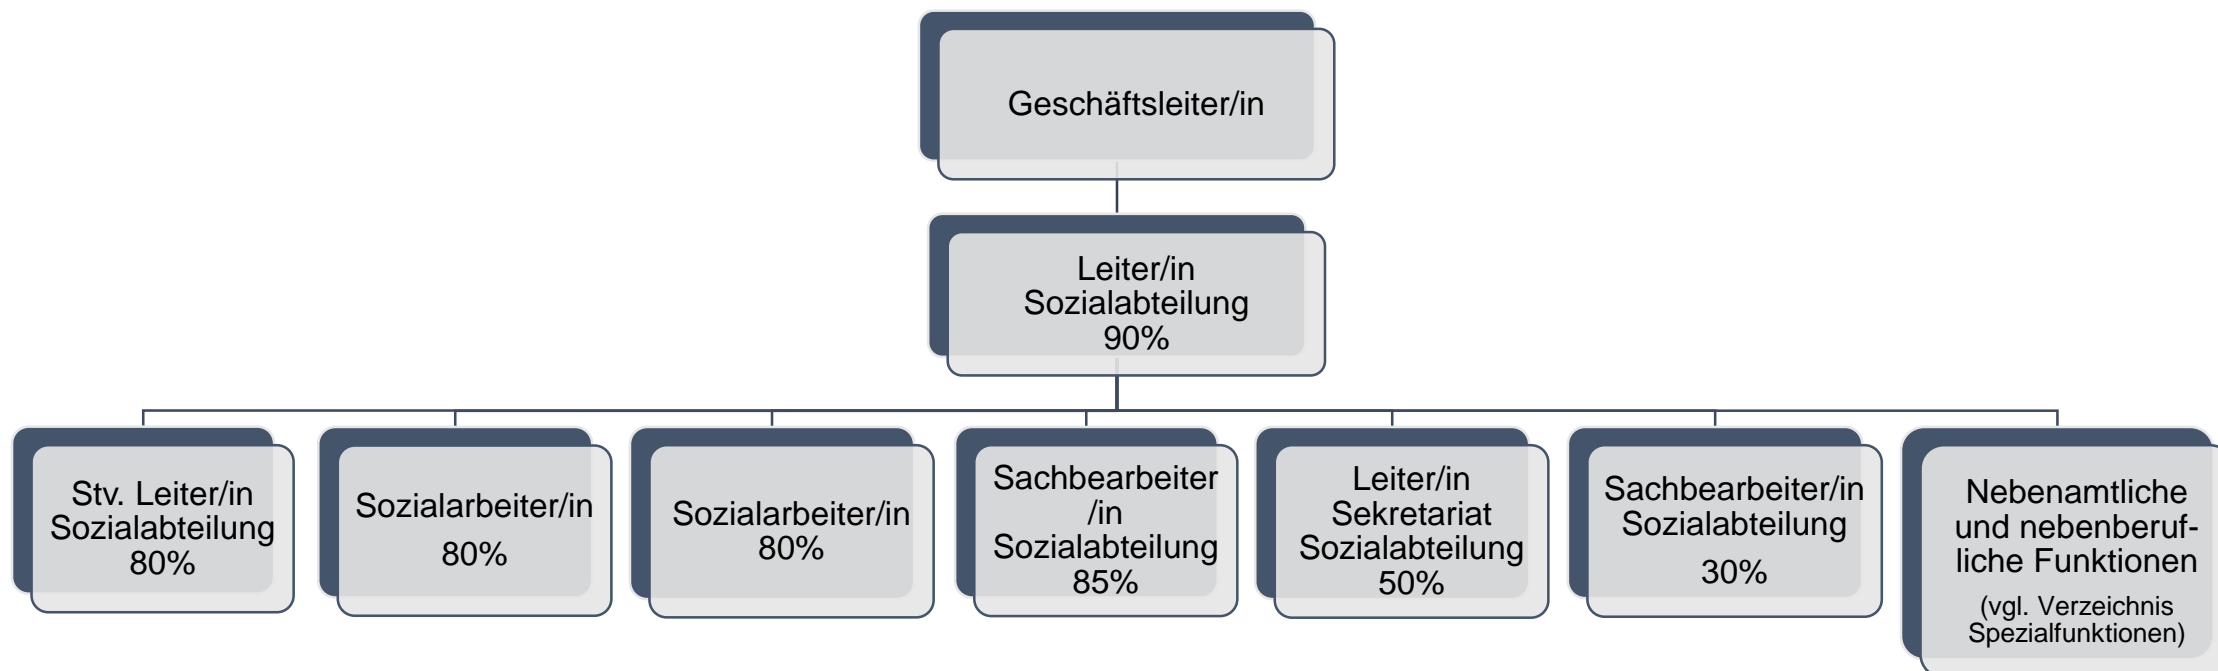 Geschäftsleiter/in
Leiter/in
Sozialabteilung
90%
Stv. Leiter/in
Sozialabteilung
80%
Sozialarbeiter/in
80%
Sozialarbeiter/in
80%
Sachbearbeiter
/in
Sozialabteilung
85%
Leiter/in
Sekretariat
Sozialabteilung
50%
Sachbearbeiter/in
Sozialabteilung
30%
Nebenamtliche
und nebenberuf-
liche Funktionen
(vgl. Verzeichnis
Spezialfunktionen)